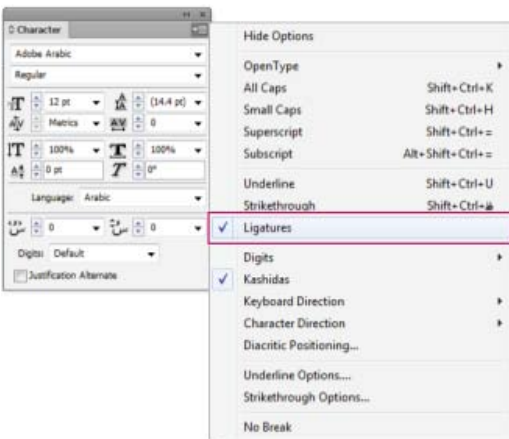 Character
Adobe Arabic
Regular
12 pt
(14.4 pt)
Metrics
0
100%
100%
0 pt
0°
Language: Arabic
0
0
Digits: Default
Justification Alternate
Hide Options
OpenType
All Caps Shift+Ctrl+K
Small Caps Shift+Ctrl+H
Superscript Shift+Ctrl+=
Subscript Alt+Shift+Ctrl+=
Underline Shift+Ctrl+U
Strikethrough Shift+Ctrl+
Ligatures
Digits
Kashidas
Keyboard Direction
Character Direction
Diacritic Positioning...
Underline Options....
Strikethrough Options...
No Break